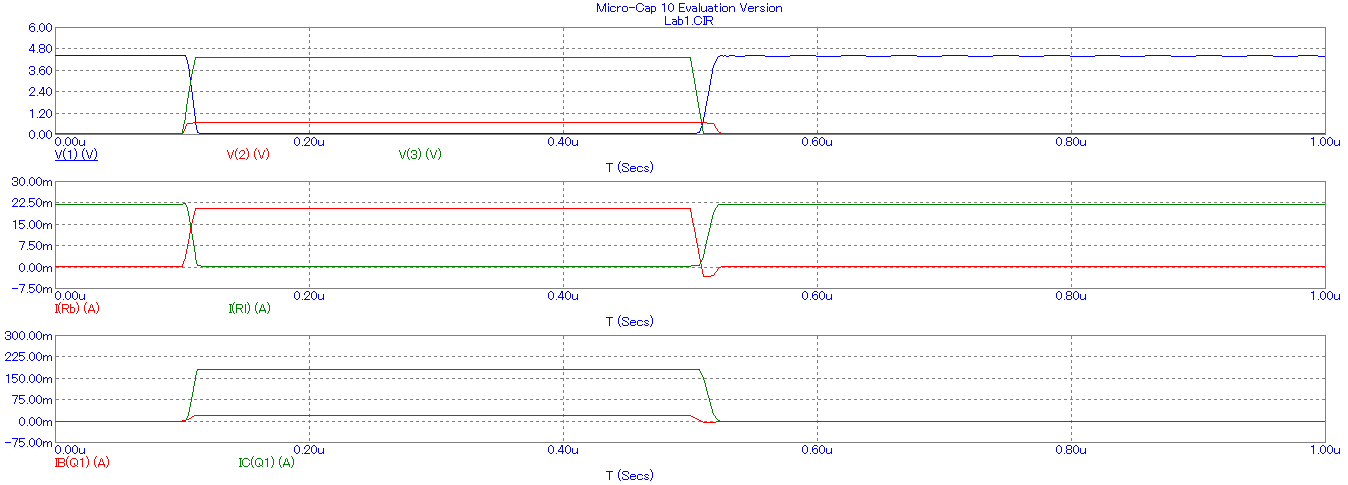 Micro-Cap 10 Evaluation Version
Lab1.CIR
6.00
4.80
3.60
2.40
1.20
0.00
0.00u 0.20u 0.40u 0.60u 0.80u 1.00u
V(1) (V) V(2) (V) V(3) (V)
T (Secs)
30.00m
22.50m
15.00m
7.50m
0.00m
-7.50m
0.00u 0.20u 0.40u 0.60u 0.80u 1.00u
I(Rb) (A) I(Rl) (A)
T (Secs)
300.00m
225.00m
150.00m
75.00m
0.00m
-75.00m
0.00u 0.20u 0.40u 0.60u 0.80u 1.00u
IB(Q1) (A) IC(Q1) (A)
T (Secs)